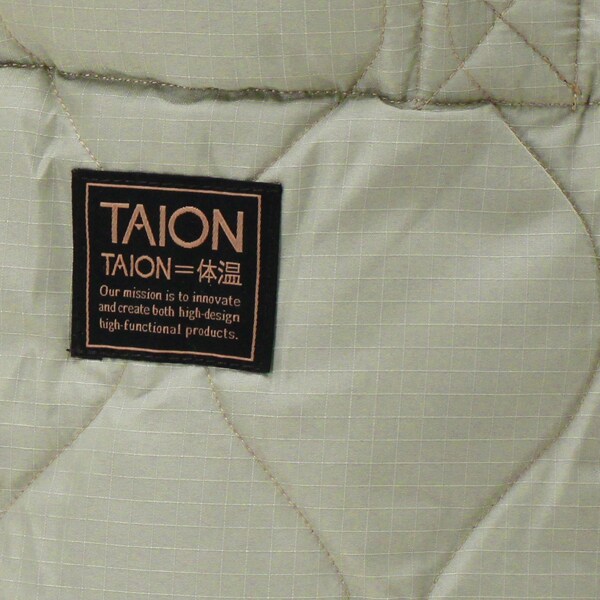 TAION
TAION=体温
Our mission is to innovate
and create both high-design
high-functional products.